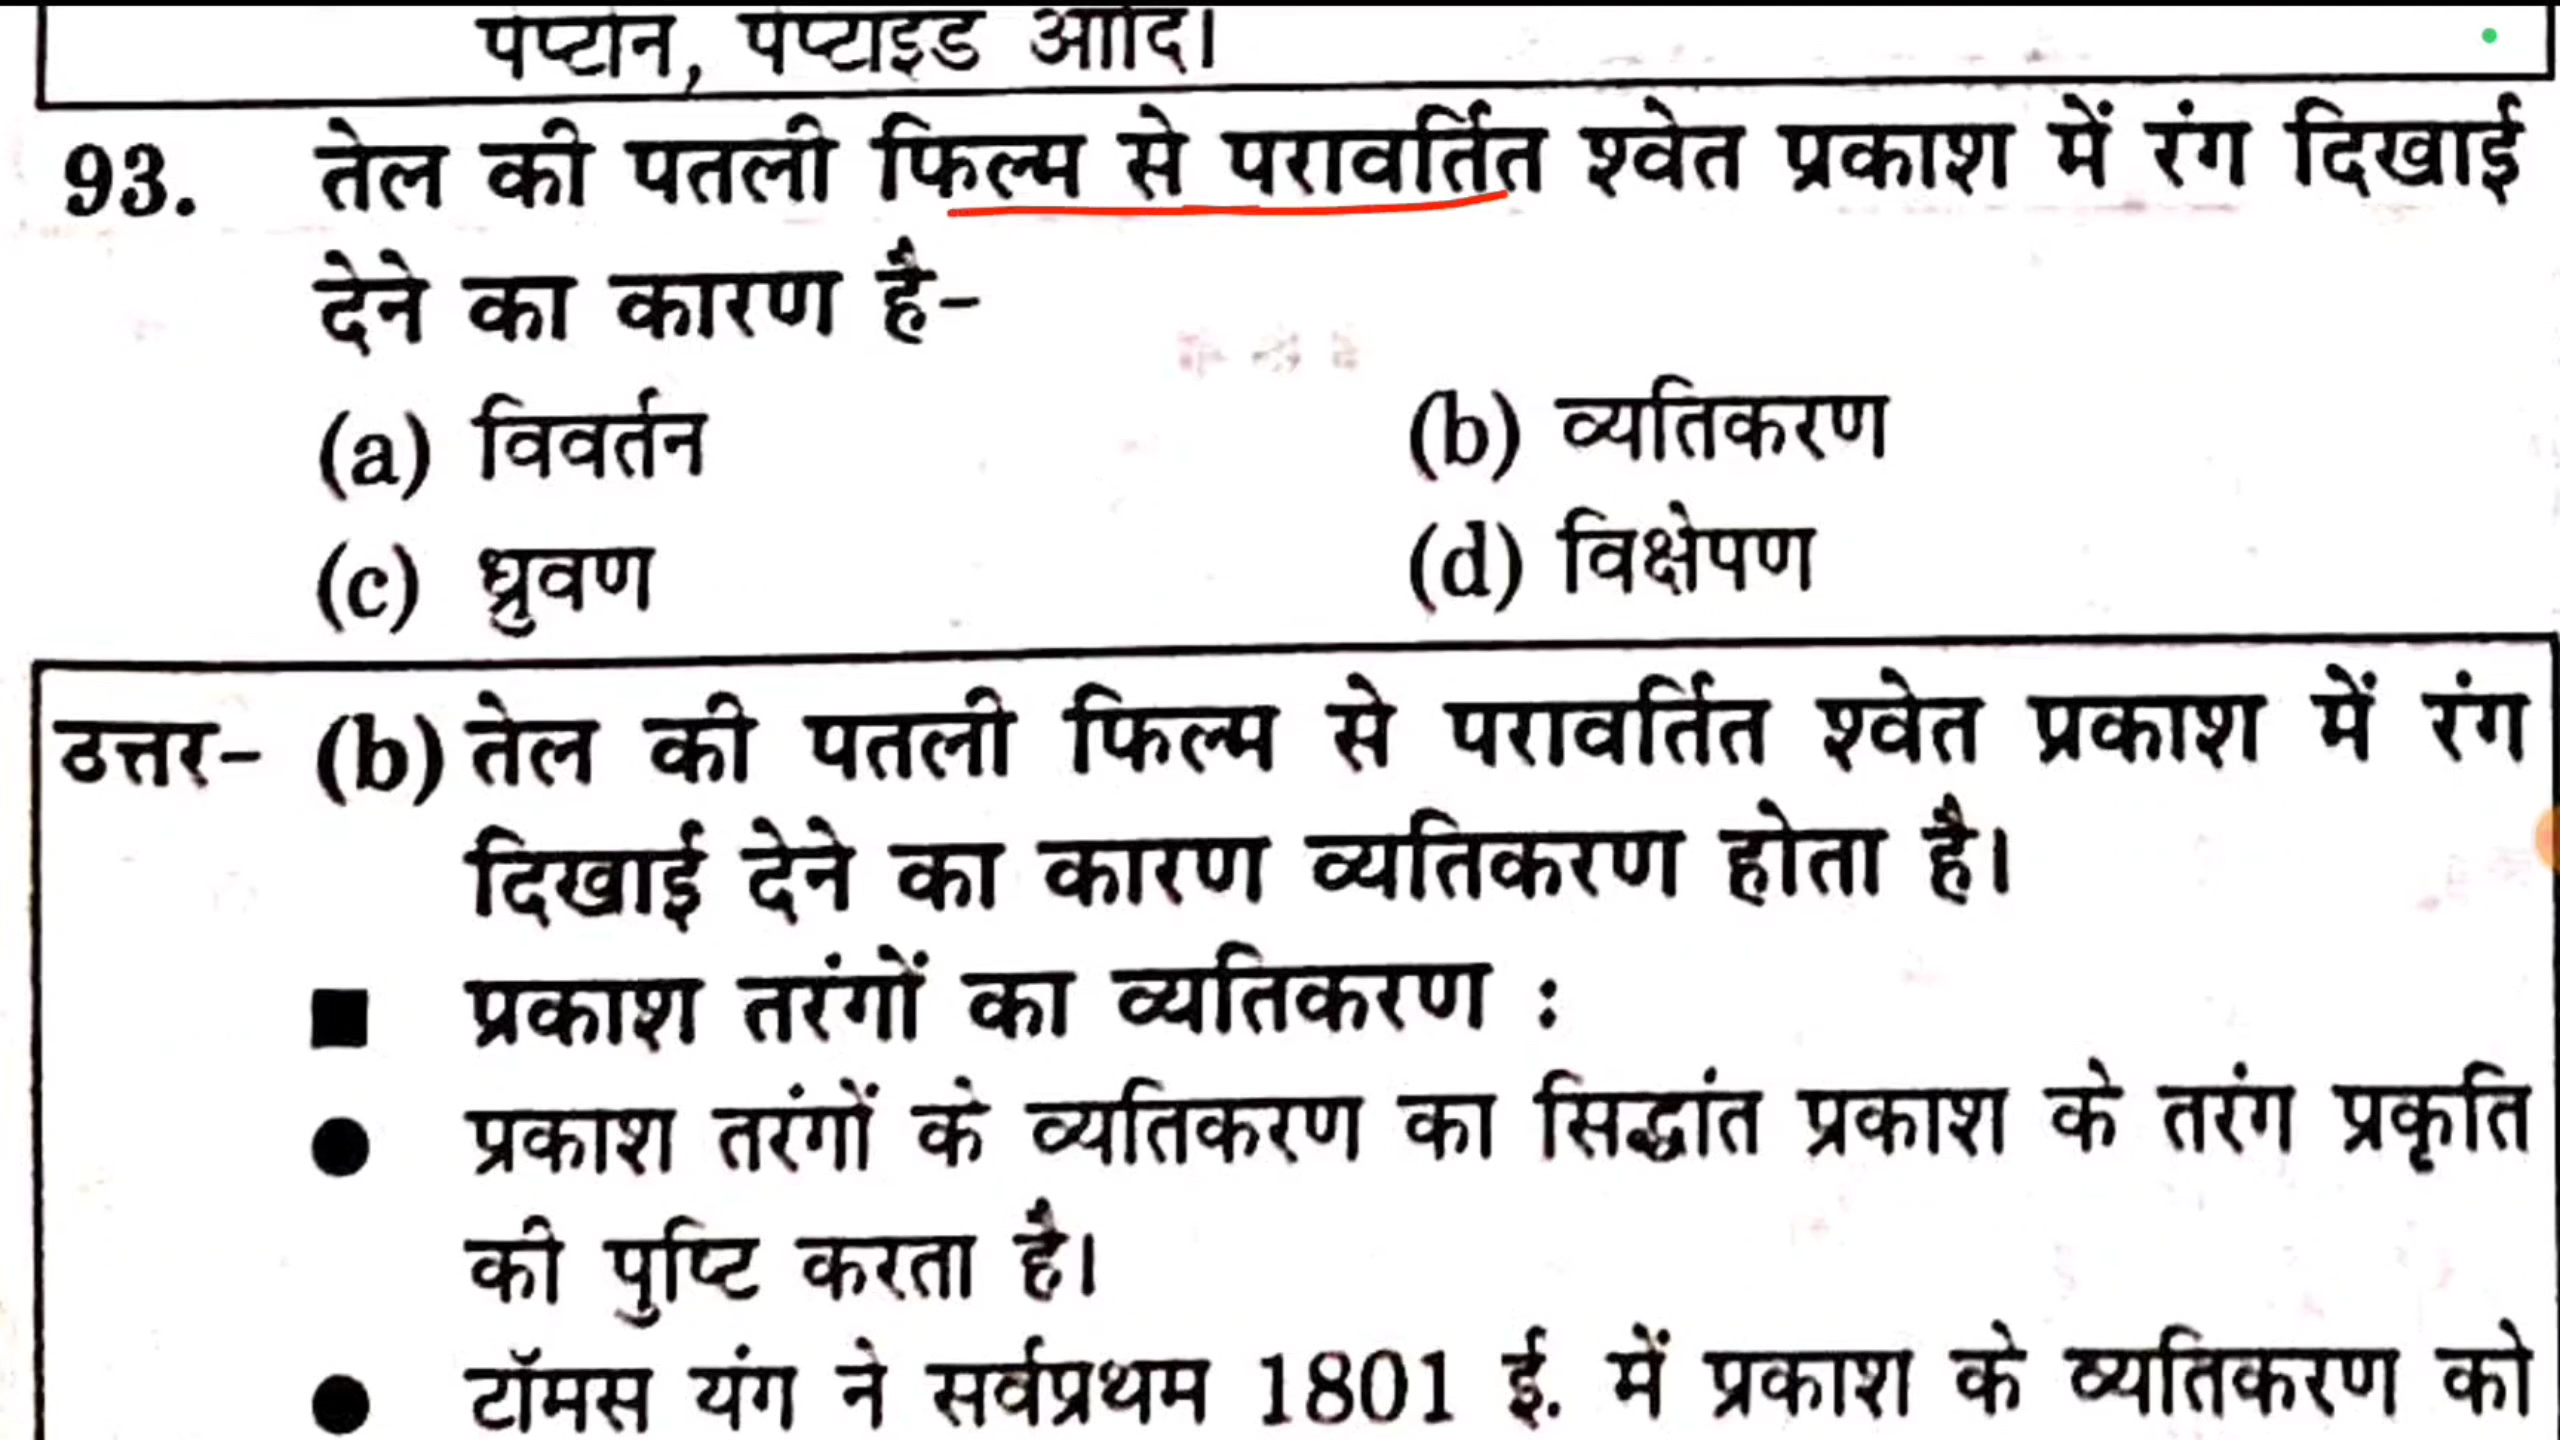 पेप्टोन, पेप्टाइड आदि।
93. तेल की पतली फिल्म से परावर्तित श्वेत प्रकाश में रंग दिखाई
देने का कारण है-
(a) विवर्तन (b) व्यतिकरण
(c) ध्रुवण (d) विक्षेपण
उत्तर- (b) तेल की पतली फिल्म से परावर्तित श्वेत प्रकाश में रंग
दिखाई देने का कारण व्यतिकरण होता है।
■ प्रकाश तरंगों का व्यतिकरण :
● प्रकाश तरंगों के व्यतिकरण का सिद्धांत प्रकाश के तरंग प्रकृति
की पुष्टि करता है।
● टॉमस यंग ने सर्वप्रथम 1801 ई. में प्रकाश के व्यतिकरण को